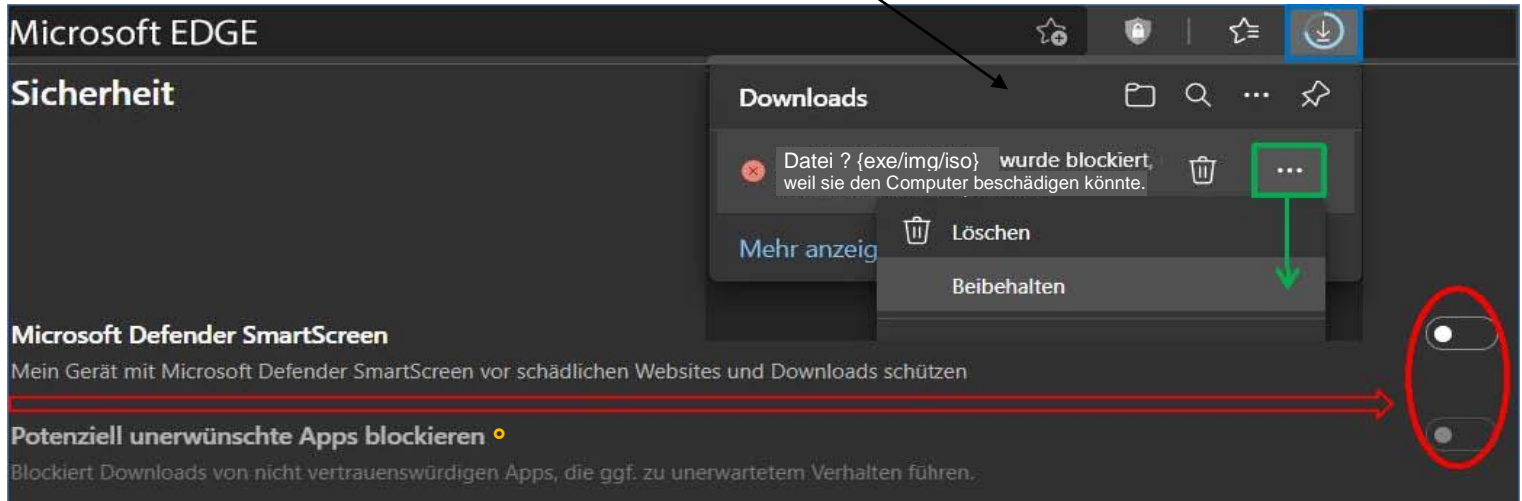 Microsoft EDGE
Sicherheit
Downloads
Datei ? {exe/img/iso} wurde blockiert,
weil sie den Computer beschädigen könnte.
Löschen
Mehr anzeig
Beibehalten
Microsoft Defender SmartScreen
Mein Gerät mit Microsoft Defender SmartScreen vor schädlichen Websites und Downloads schützen
Potenziell unerwünschte Apps blockieren
Blockiert Downloads von nicht vertrauenswürdigen Apps, die ggf. zu unerwartetem Verhalten führen.